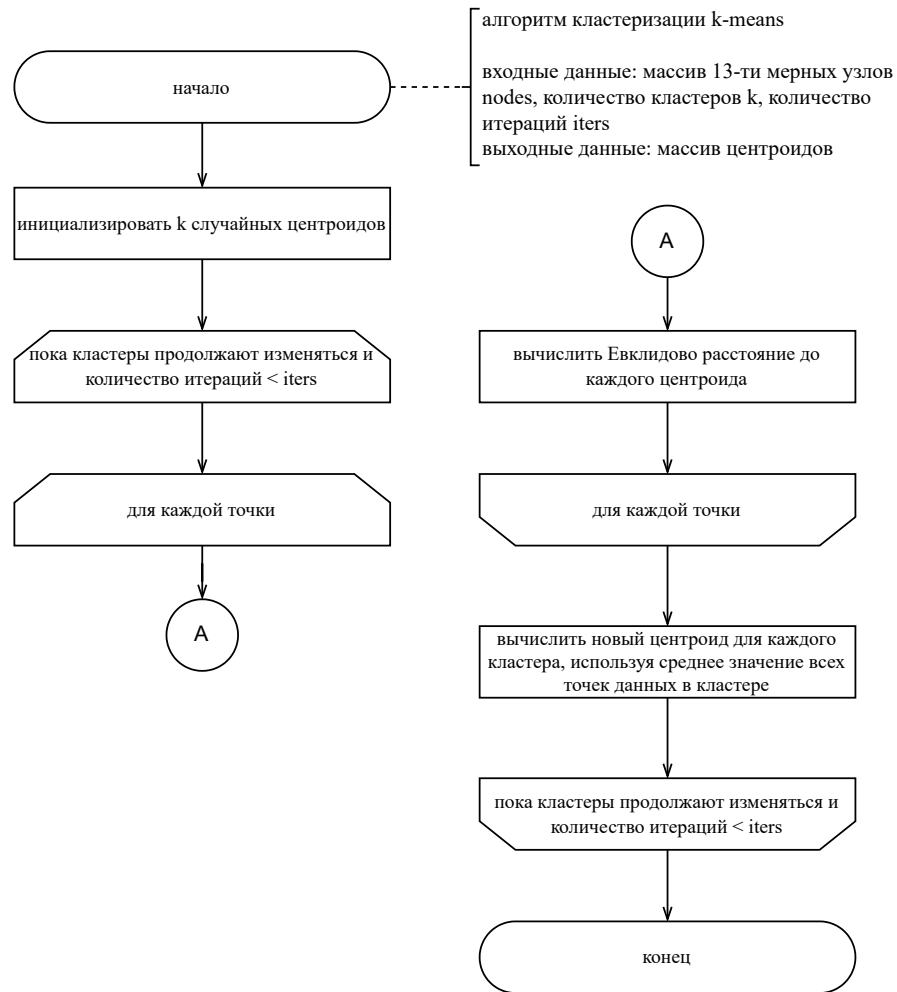 начало
алгоритм кластеризации k-means
входные данные: массив 13-ти мерных узлов
nodes, количество кластеров k, количество
итераций iters
выходные данные: массив центроидов
инициализировать k случайных центроидов
пока кластеры продолжают изменяться и
количество итераций < iters
для каждой точки
A
A
вычислить Евклидово расстояние до
каждого центроида
для каждой точки
вычислить новый центроид для каждого
кластера, используя среднее значение всех
точек данных в кластере
пока кластеры продолжают изменяться и
количество итераций < iters
конец